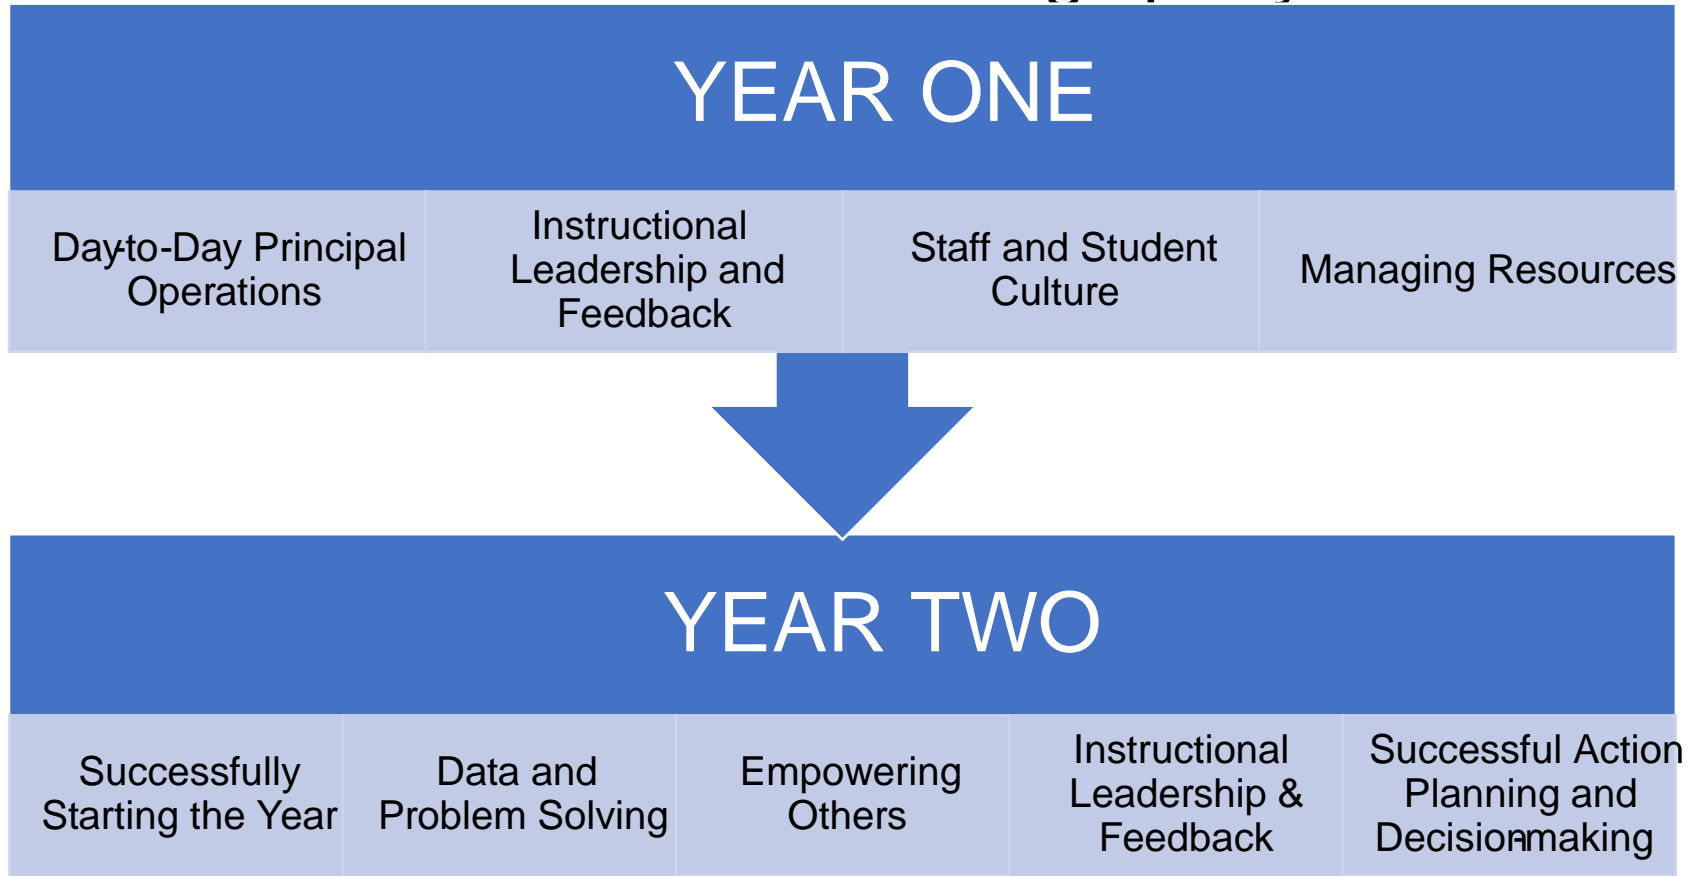 YEAR ONE
Day-to-Day Principal
Operations
Instructional
Leadership and
Feedback
Staff and Student
Culture
Managing Resources
YEAR TWO
Successfully
Starting the Year
Data and
Problem Solving
Empowering
Others
Instructional
Leadership &
Feedback
Successful Action
Planning and
Decision-making